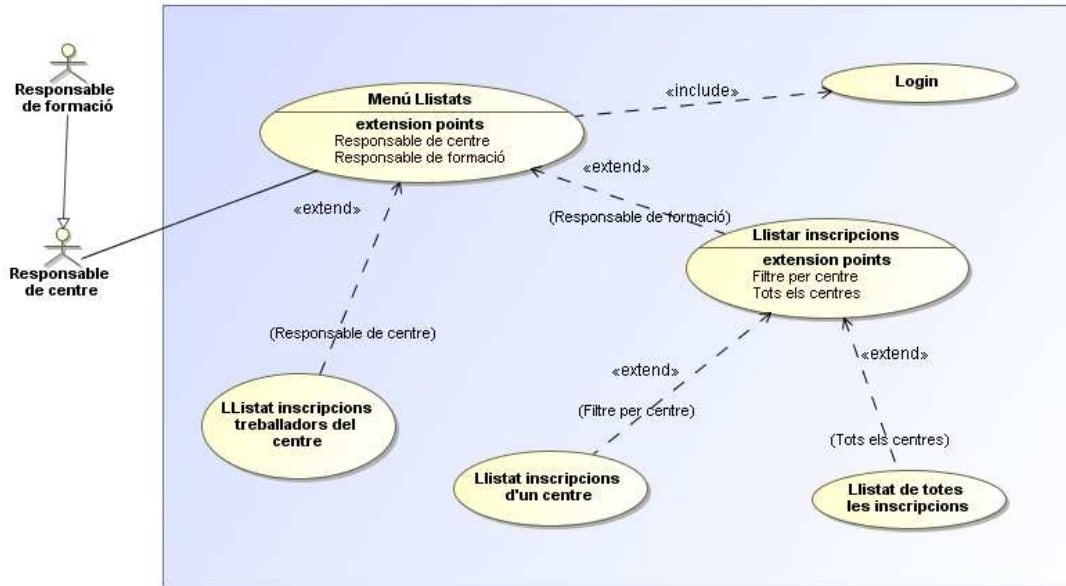 Responsable
de formació
Responsable
de centre
Menú Llistats
extension points
Responsable de centre
Responsable de formació
«include»
Login
«extend»
(Responsable de formació)
«extend»
(Responsable de centre)
Llistar inscripcions
extension points
Filtre per centre
Tots els centres
«extend»
(Filtre per centre)
«extend»
(Tots els centres)
LListat inscripcions
treballadors del
centre
Llistat inscripcions
d'un centre
Llistat de totes
les inscripcions